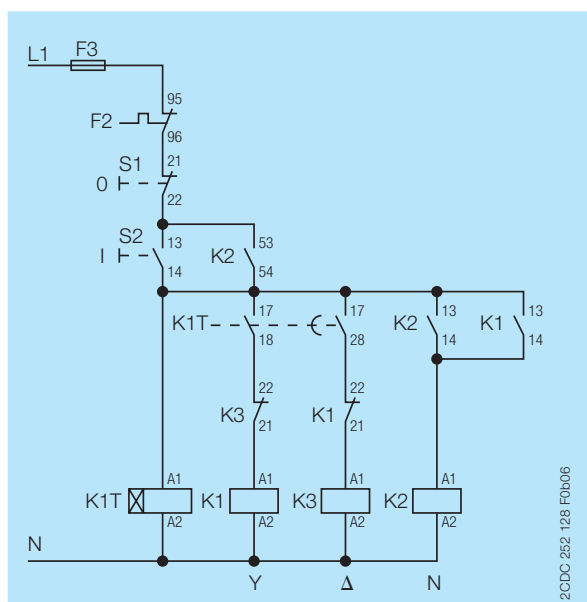 L1 F3
95
F2
96
S1 21
0
22
S2 13 K2 53
I
14 54
K1T 17 17 K2 13 K1 13
18 28 14 14
22 22
K3 K1
21 21
A1 A1 A1 A1
K1T K1 K3 K2
A2 A2 A2 A2
N
Y Δ N
2CDC 252 128 F0b06